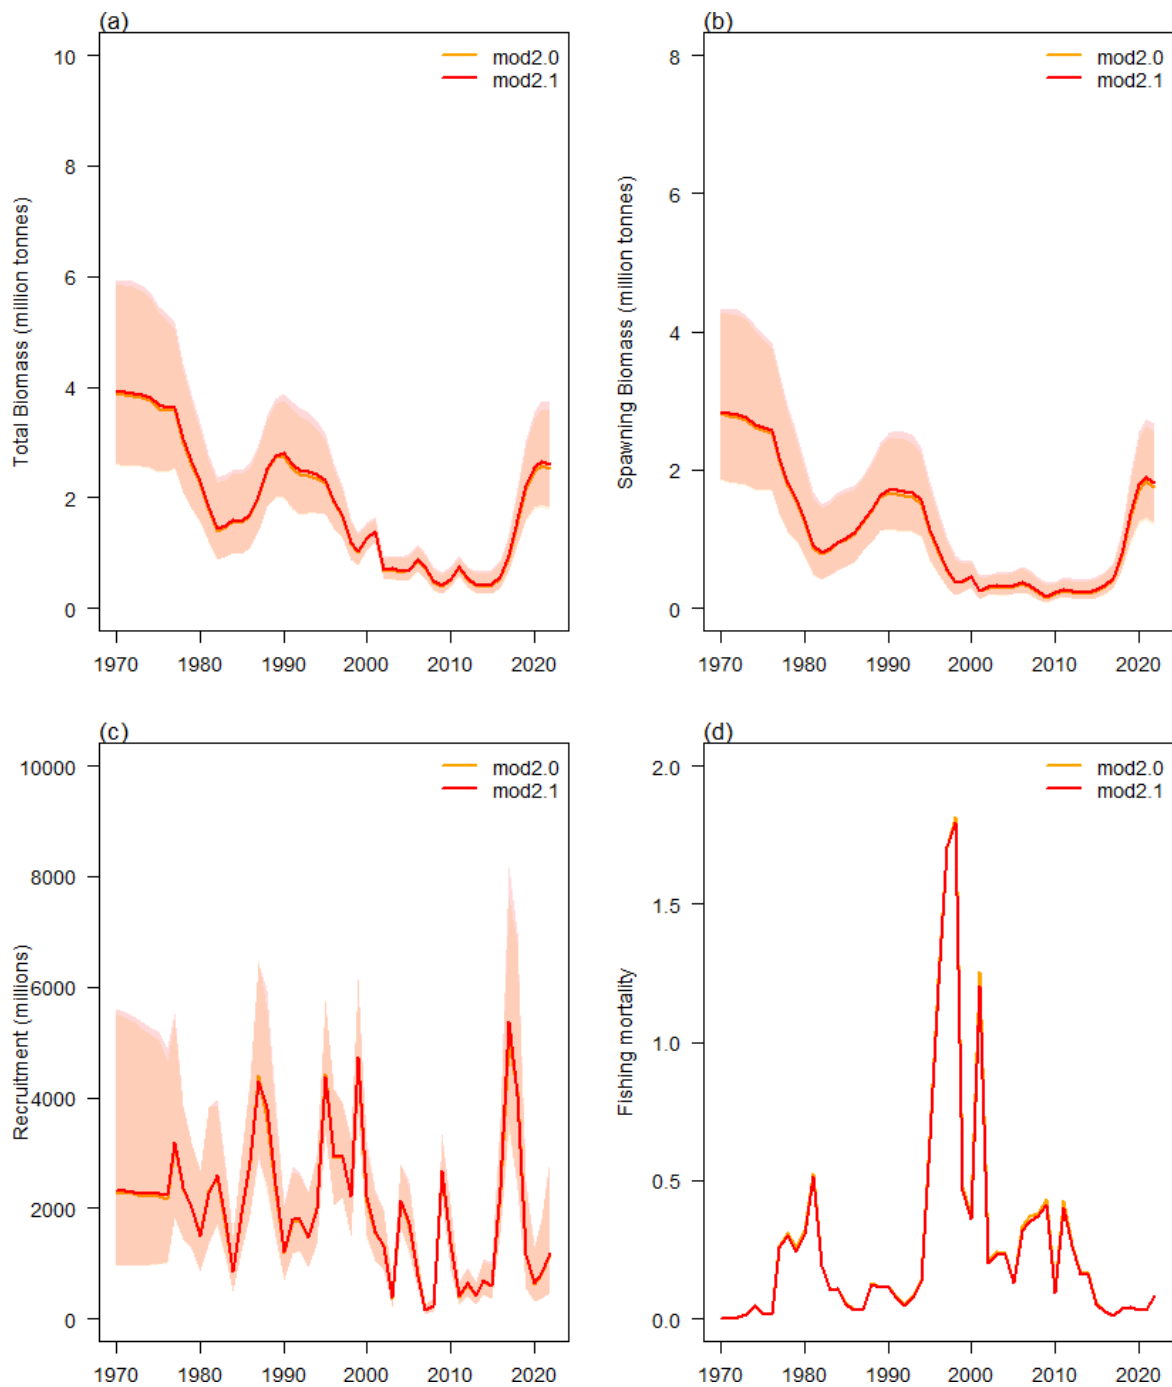 (a)
Total Biomass (million tonnes)
10
8
6
4
2
0
1970 1980 1990 2000 2010 2020
mod2.0
mod2.1
(b)
Spawning Biomass (million tonnes)
8
6
4
2
0
1970 1980 1990 2000 2010 2020
mod2.0
mod2.1
(c)
Recruitment (millions)
10000
8000
6000
4000
2000
0
1970 1980 1990 2000 2010 2020
mod2.0
mod2.1
(d)
Fishing mortality
2.0
1.5
1.0
0.5
0.0
1970 1980 1990 2000 2010 2020
mod2.0
mod2.1